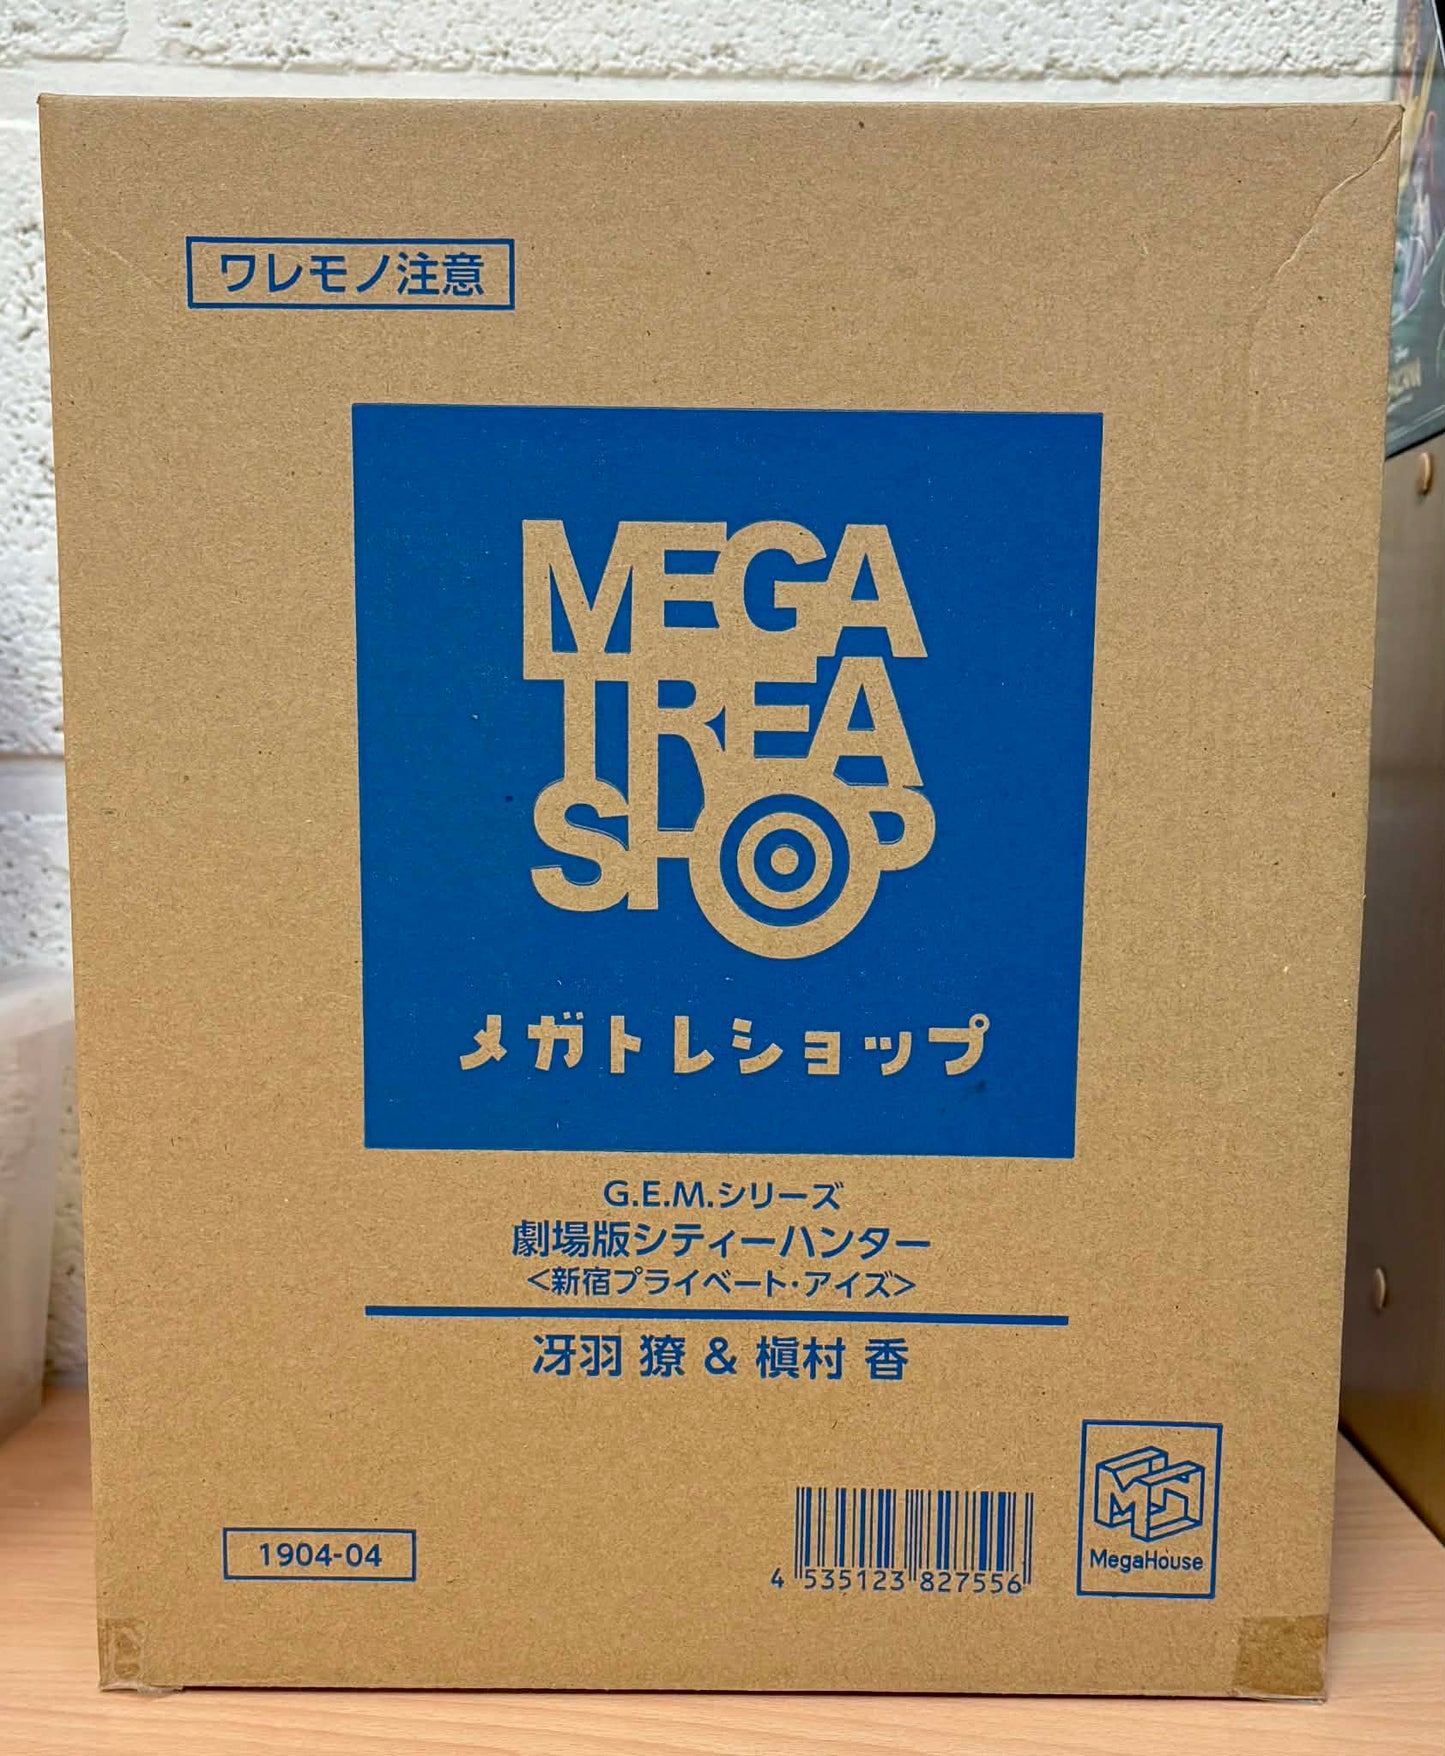 ワレモノ注意
MEGA
TREA
SHOP
メガトレショップ
G.E.M.シリーズ
劇場版シティーハンター
<新宿プライベート・アイズ>
冴羽 獠 & 槇村 香
1904-04
4 535123 827556
MegaHouse